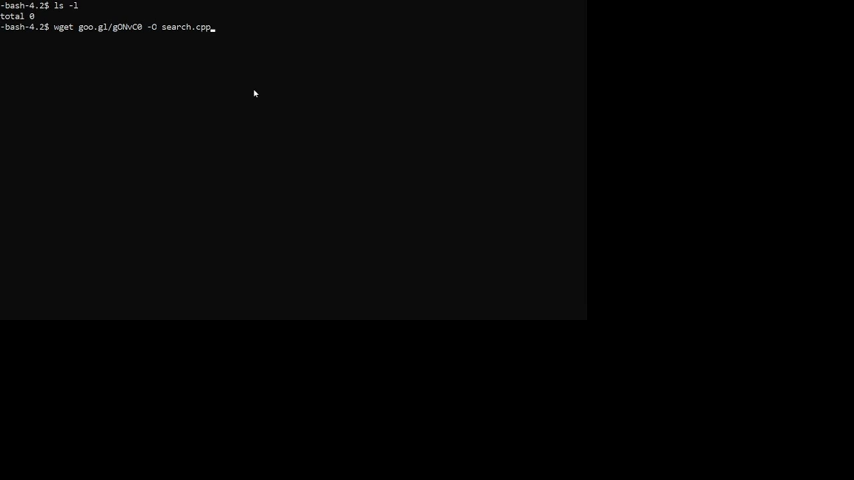 -bash-4.2$ ls -l
total 0
-bash-4.2$ wget goo.gl/gONvC0 -O search.cpp